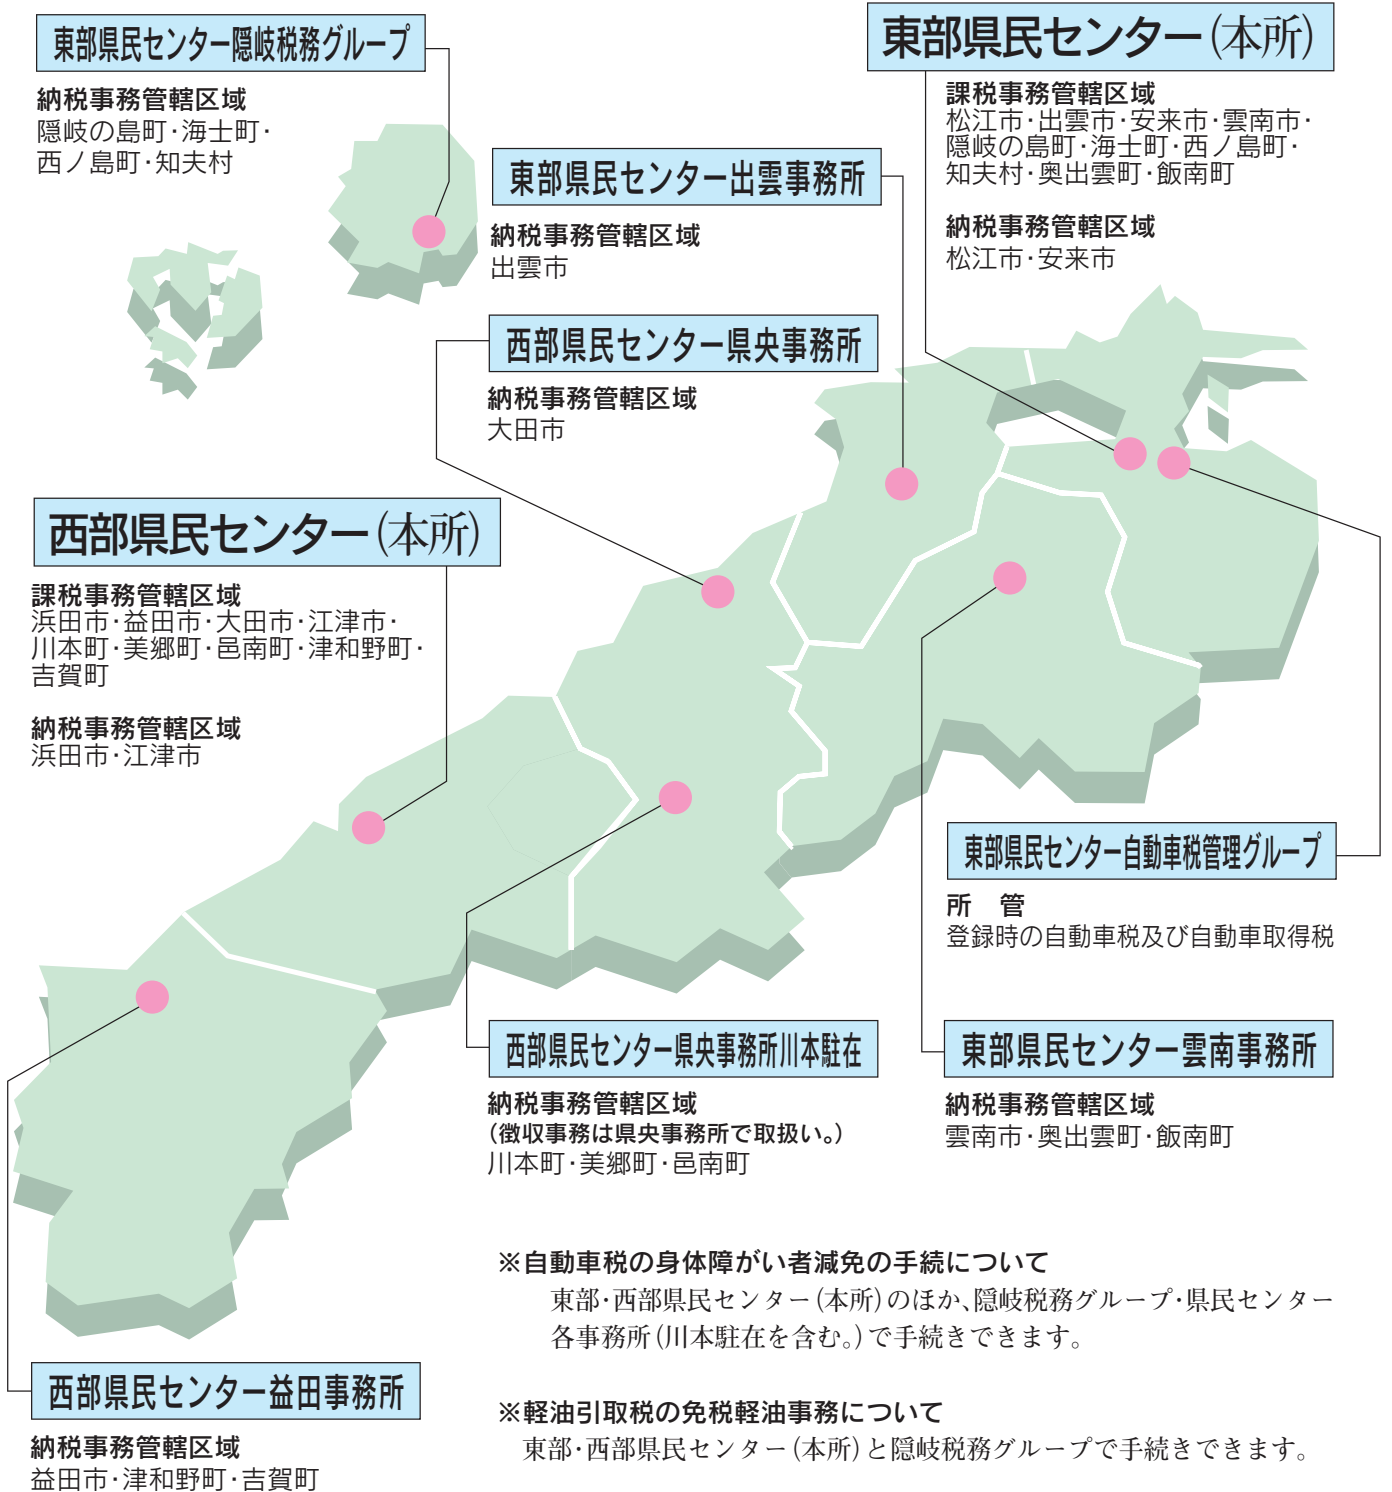 東部県民センター隠岐税務グループ
納税事務管轄区域
隠岐の島町･海士町･
西ノ島町･知夫村
東部県民センター(本所)
課税事務管轄区域
松江市･出雲市･安来市･雲南市･
隠岐の島町･海士町･西ノ島町･
知夫村･奥出雲町･飯南町
納税事務管轄区域
松江市･安来市
東部県民センター出雲事務所
納税事務管轄区域
出雲市
西部県民センター県央事務所
納税事務管轄区域
大田市
西部県民センター(本所)
課税事務管轄区域
浜田市･益田市･大田市･江津市･
川本町･美郷町･邑南町･津和野町･
吉賀町
納税事務管轄区域
浜田市･江津市
東部県民センター自動車税管理グループ
所　管
登録時の自動車税及び自動車取得税
西部県民センター県央事務所川本駐在
納税事務管轄区域
(徴収事務は県央事務所で取扱い。)
川本町･美郷町･邑南町
東部県民センター雲南事務所
納税事務管轄区域
雲南市･奥出雲町･飯南町
※自動車税の身体障がい者減免の手続について
東部･西部県民センター(本所)のほか、隠岐税務グループ･県民センター
各事務所(川本駐在を含む。)で手続きできます。
※軽油引取税の免税軽油事務について
東部･西部県民センター(本所)と隠岐税務グループで手続きできます。
西部県民センター益田事務所
納税事務管轄区域
益田市･津和野町･吉賀町